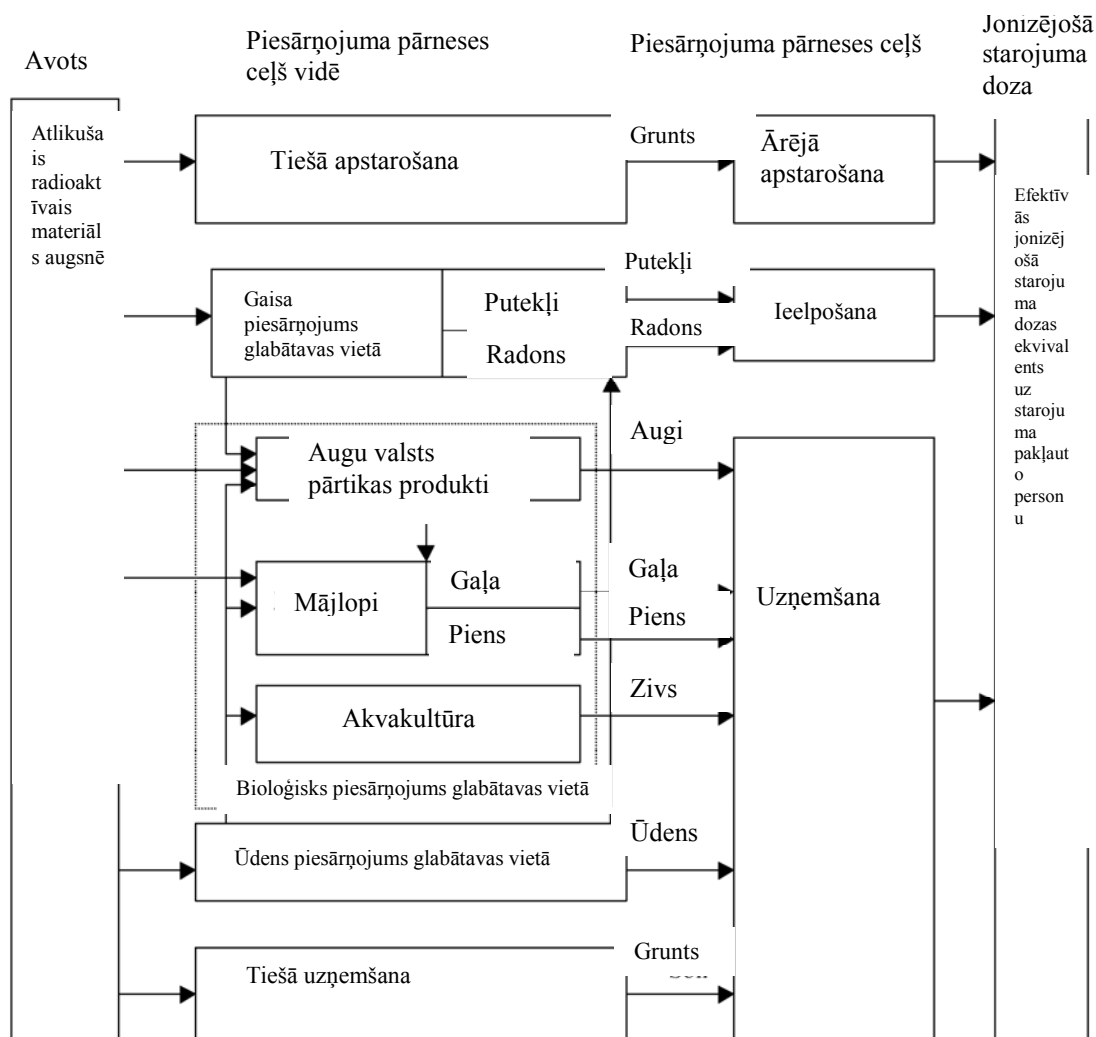 Avots
Piesārņojuma pārneses
ceļš vidē
Piesārņojuma pārneses ceļš
Jonizējošā
starojuma
doza
Atlikuša
is
radioakt
īvais
materiāl
s augsnē
Tiešā apstarošana
Grunts
Ārējā
apstarošana
Efektīv
ās
jonizēj
ošā
staroju
ma
dozas
ekvival
ents
uz
staroju
ma
pakļaut
o
person
u
Gaisa
piesārņojums
glabātavas vietā
Putekļi
Radons
Putekļi
Radons
Ieelpošana
Augu valsts
pārtikas produkti
Augi
Mājlopi
Gaļa
Piens
Gaļa
Piens
Uzņemšana
Akvakultūra
Zivs
Bioloģisks piesārņojums glabātavas vietā
Ūdens piesārņojums glabātavas vietā
Ūdens
Tiešā uzņemšana
Grunts